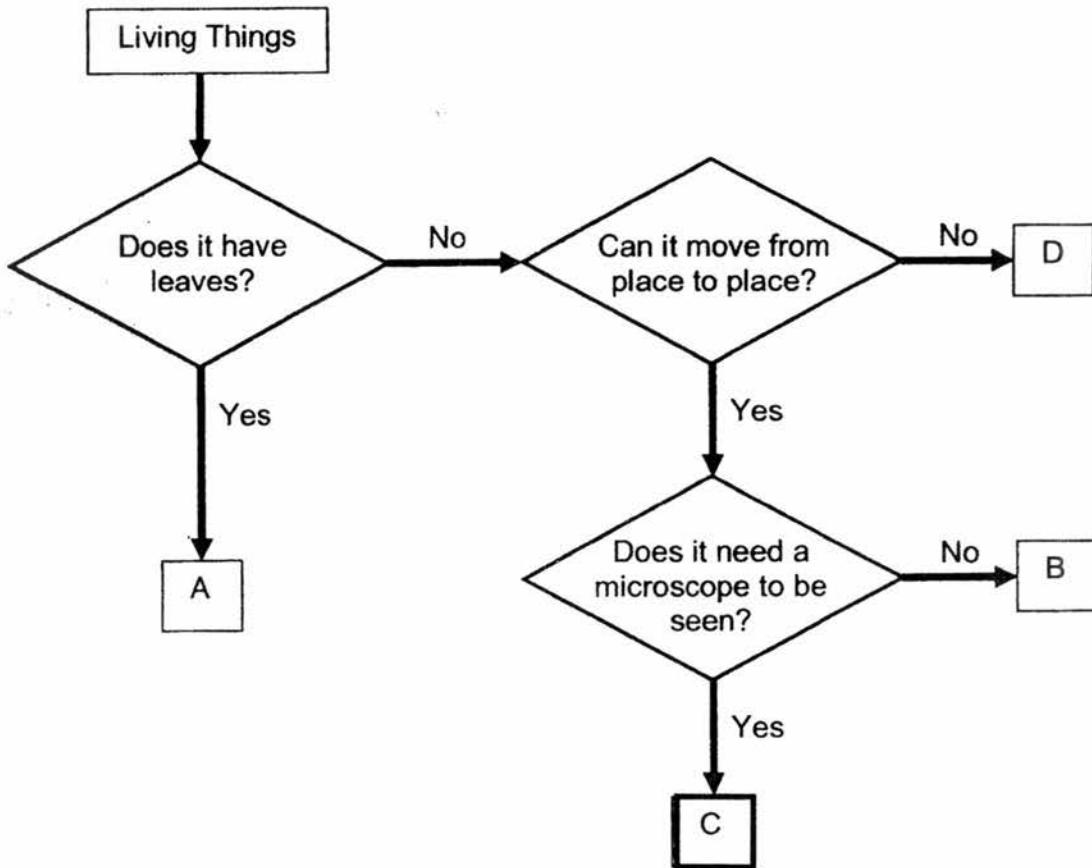 Living Things
Does it have
leaves?
No
Can it move from
place to place?
No
D
Yes
A
Yes
Does it need a
microscope to be
seen?
No
B
Yes
C